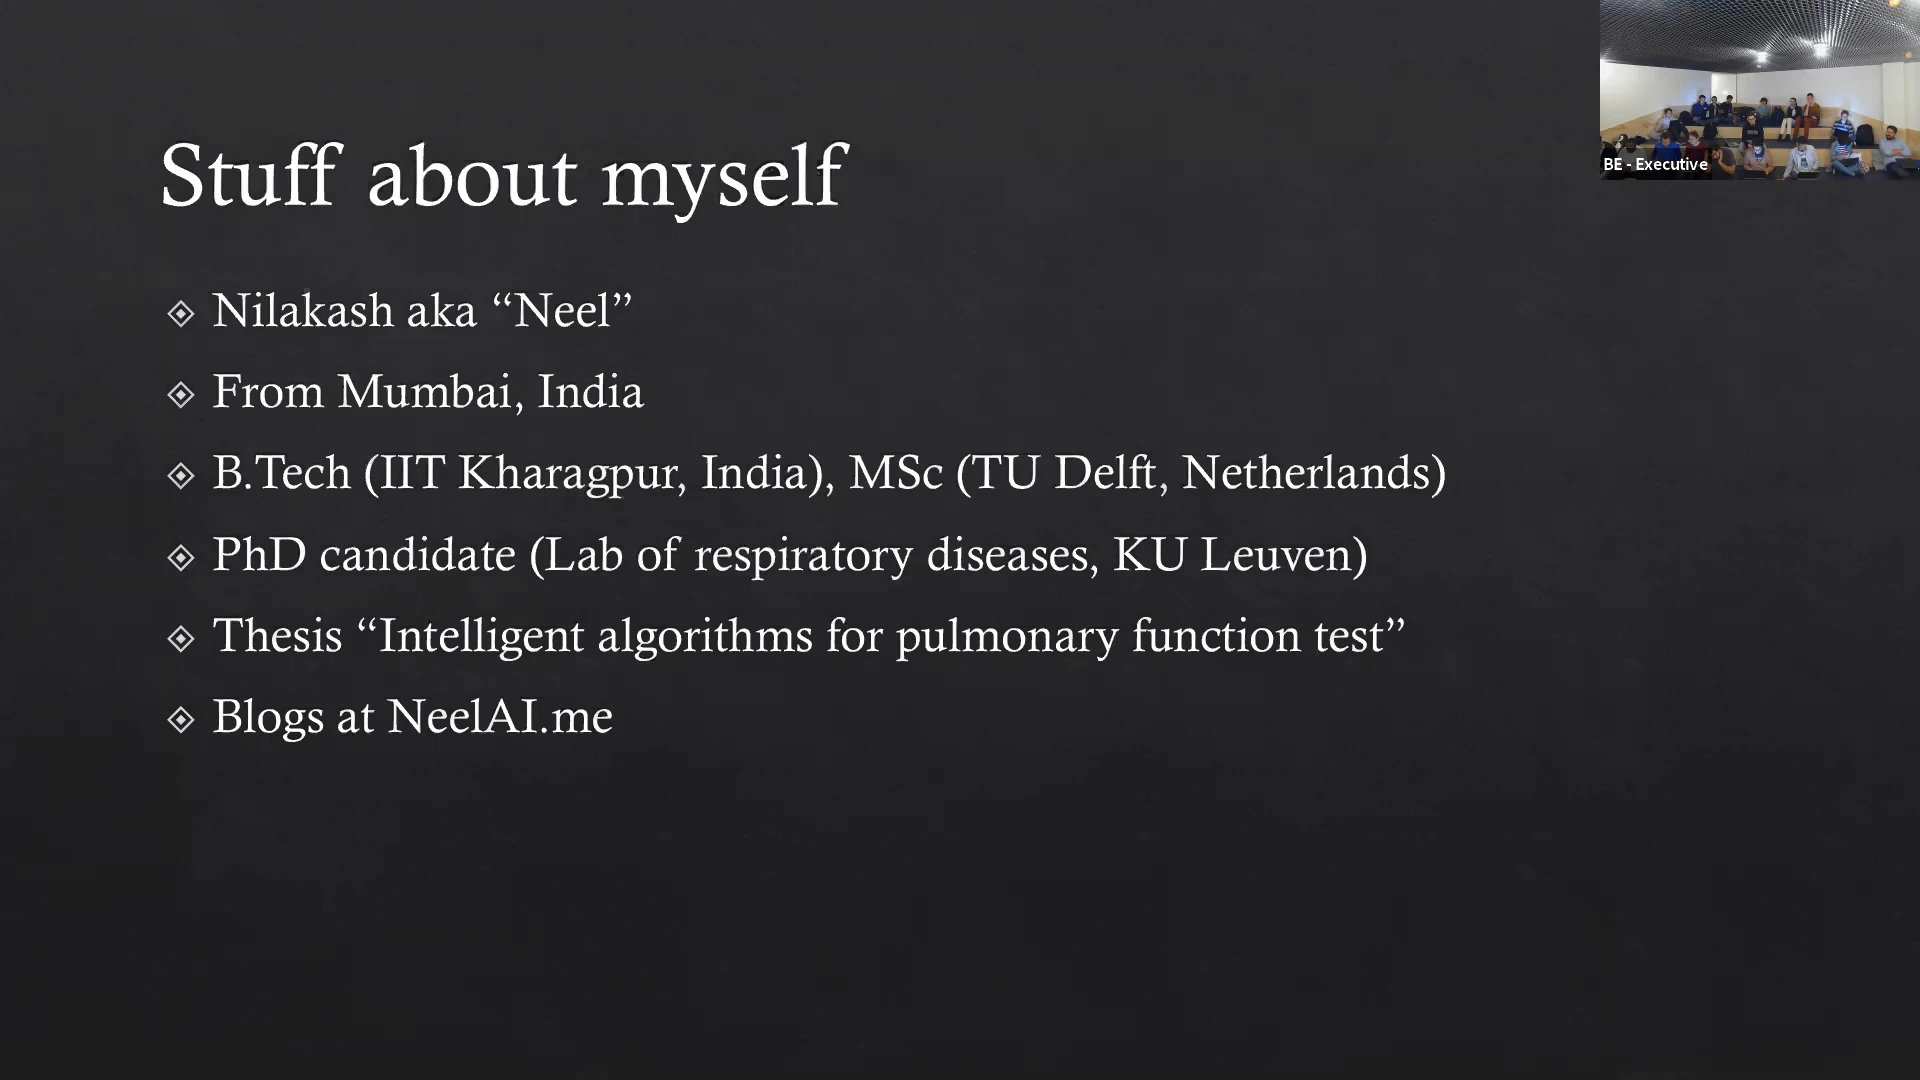 Stuff about myself
Nilakash aka “Neel”
From Mumbai, India
B.Tech (IIT Kharagpur, India), MSc (TU Delft, Netherlands)
PhD candidate (Lab of respiratory diseases, KU Leuven)
Thesis “Intelligent algorithms for pulmonary function test”
Blogs at NeelAI.me
BE - Executive